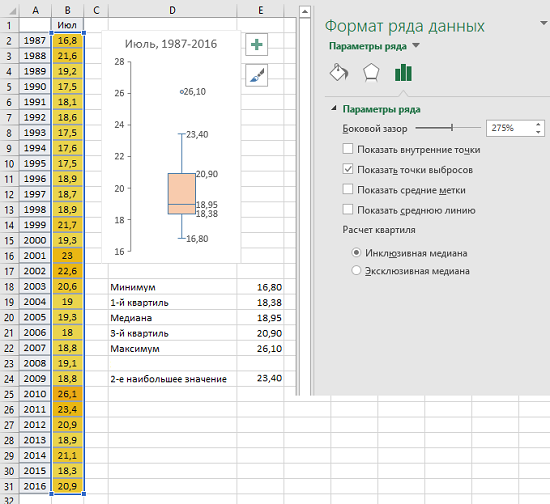 A B C D E
1 Июл
2 1987 16,8
3 1988 21,6
4 1989 19,2
5 1990 17,5
6 1991 18,1
7 1992 18,6
8 1993 17,5
9 1994 17,6
10 1995 17,5
11 1996 18,9
12 1997 18,7
13 1998 18,9
14 1999 21,7
15 2000 19,3
16 2001 23
17 2002 22,6
18 2003 20,6 Минимум 16,80
19 2004 19 1-й квартиль 18,38
20 2005 19,3 Медиана 18,95
21 2006 18 3-й квартиль 20,90
22 2007 18,8 Максимум 26,10
23 2008 19,1
24 2009 18,8 2-е наибольшее значение 23,40
25 2010 26,1
26 2011 23,4
27 2012 20,9
28 2013 18,9
29 2014 21,1
30 2015 18,3
31 2016 20,9
32
Июль, 1987-2016
28
26
24
22
20
18
16
26,10
23,40
20,90
18,95
18,38
16,80
Формат ряда данных
Параметры ряда
Параметры ряда
Боковой зазор 275%
Показать внутренние точки
Показать точки выбросов
Показать средние метки
Показать среднюю линию
Расчет квартиля
Инклюзивная медиана
Эксклюзивная медиана